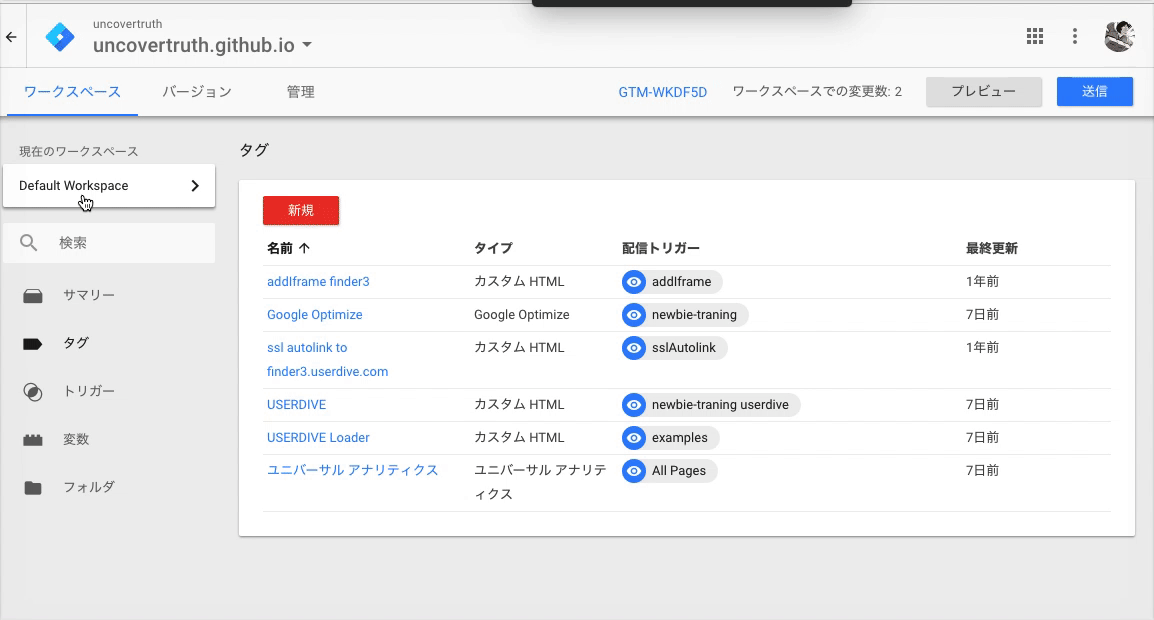 uncovertruth
uncovertruth.github.io
ワークスペース バージョン 管理 GTM-WKDF5D ワークスペースでの変更数: 2 プレビュー 送信
現在のワークスペース
Default Workspace
検索
サマリー
タグ
トリガー
変数
フォルダ
タグ
新規
名前 タイプ 配信トリガー 最終更新
addIframe finder3 カスタム HTML addIframe 1年前
Google Optimize Google Optimize newbie-traning 7日前
ssl autolink to カスタム HTML sslAutolink 1年前
finder3.userdive.com
USERDIVE カスタム HTML newbie-traning userdive 7日前
USERDIVE Loader カスタム HTML examples 7日前
ユニバーサル アナリティクス ユニバーサル アナリテ All Pages 7日前
ィクス